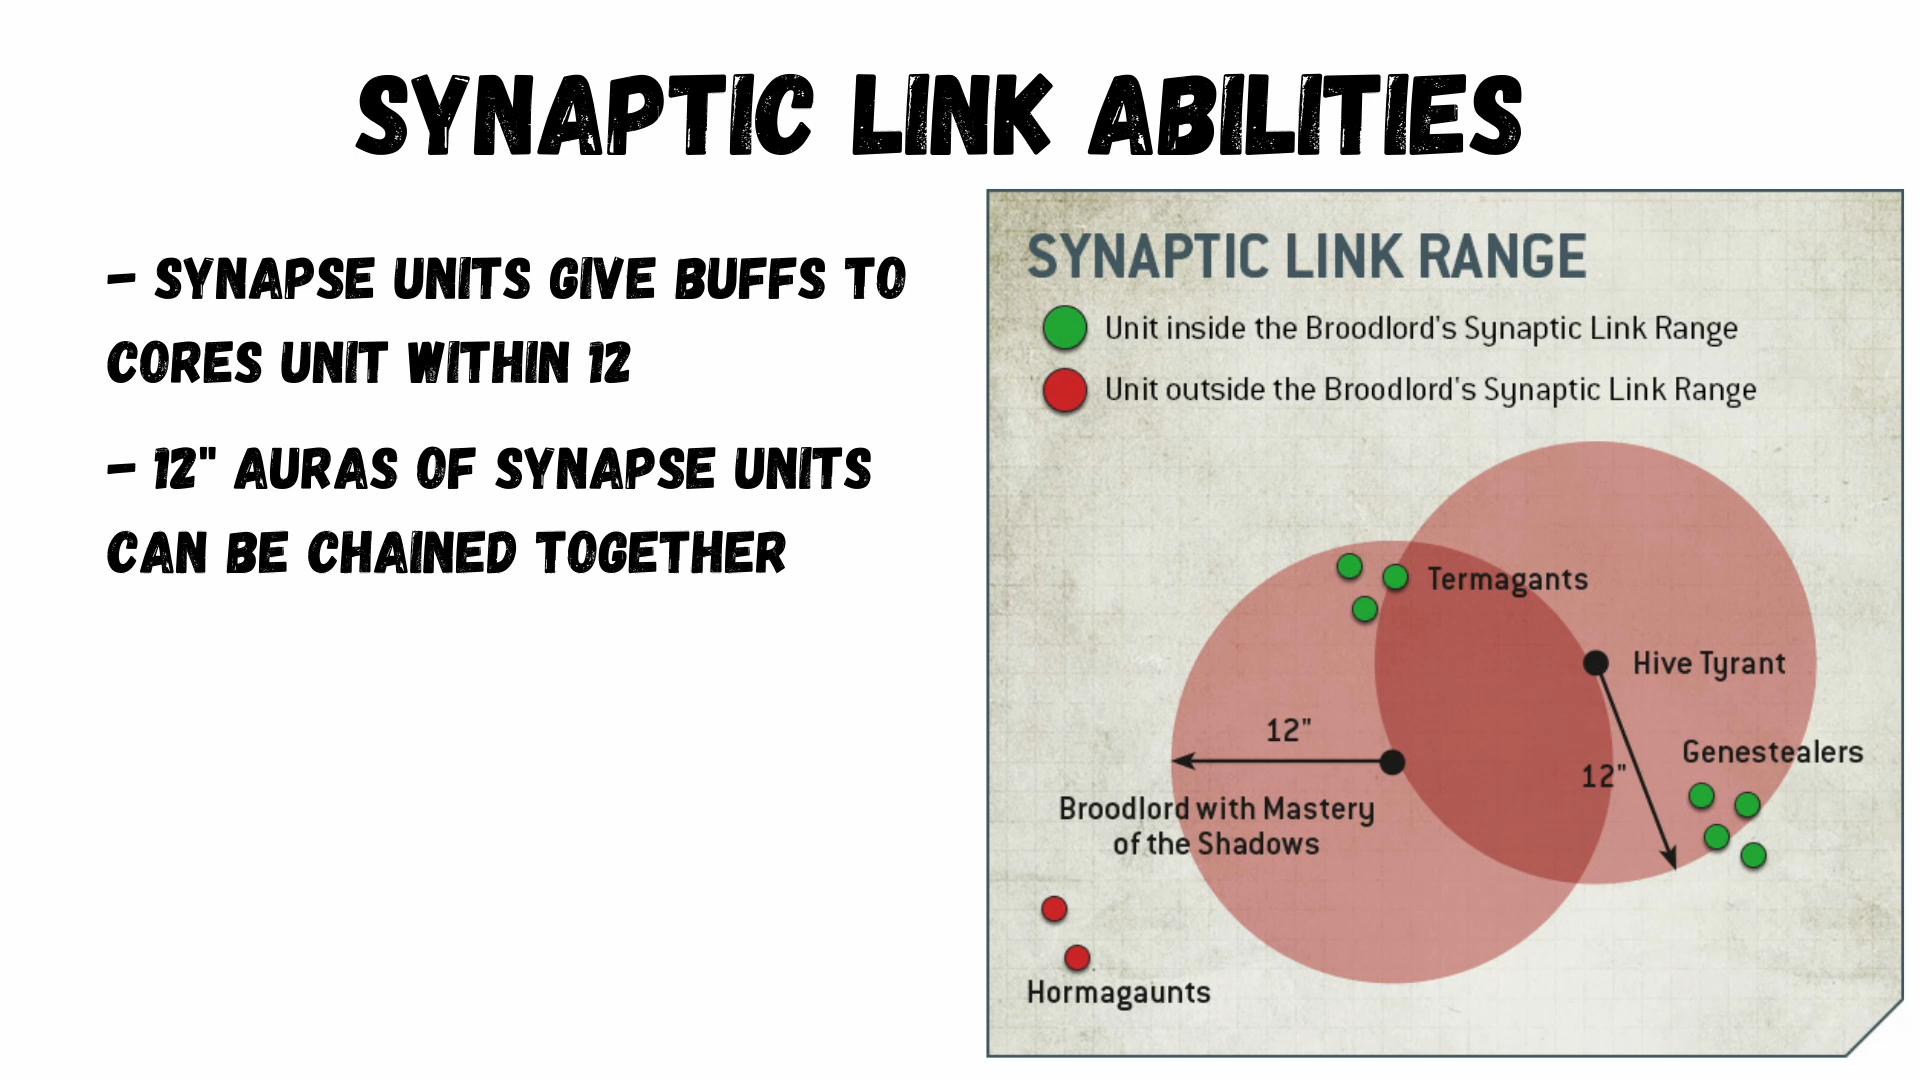 SYNAPTIC LINK ABILITIES
- SYNAPSE UNITS GIVE BUFFS TO
CORES UNIT WITHIN 12
- 12" AURAS OF SYNAPSE UNITS
CAN BE CHAINED TOGETHER
SYNAPTIC LINK RANGE
Unit inside the Broodlord's Synaptic Link Range
Unit outside the Broodlord's Synaptic Link Range
Termagants
Hive Tyrant
12"
Genestealers
12"
Broodlord with Mastery
of the Shadows
Hormagaunts